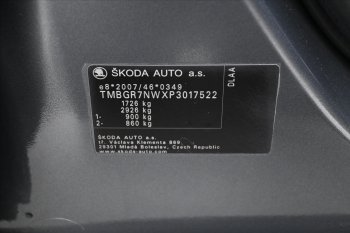 ŠKODA AUTO a.s.
e8*2007/46*0349
TMBGR7NWXP3017522
1726 kg
2926 kg
1- 900 kg
2- 860 kg
DLAA
ŠKODA AUTO a.s.
tř. Václava Klementa 869,
29301 Mladá Boleslav, Czech Republic
www.skoda-auto.com